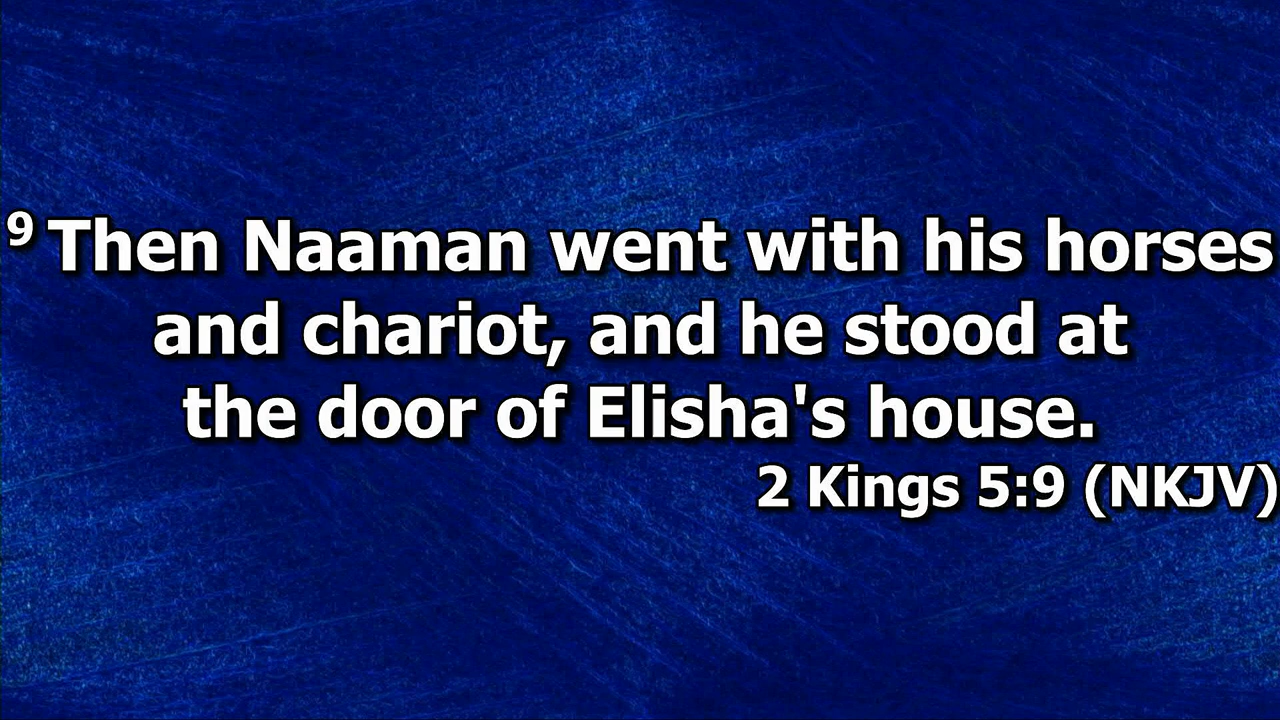 9 Then Naaman went with his horses
and chariot, and he stood at
the door of Elisha's house.
2 Kings 5:9 (NKJV)